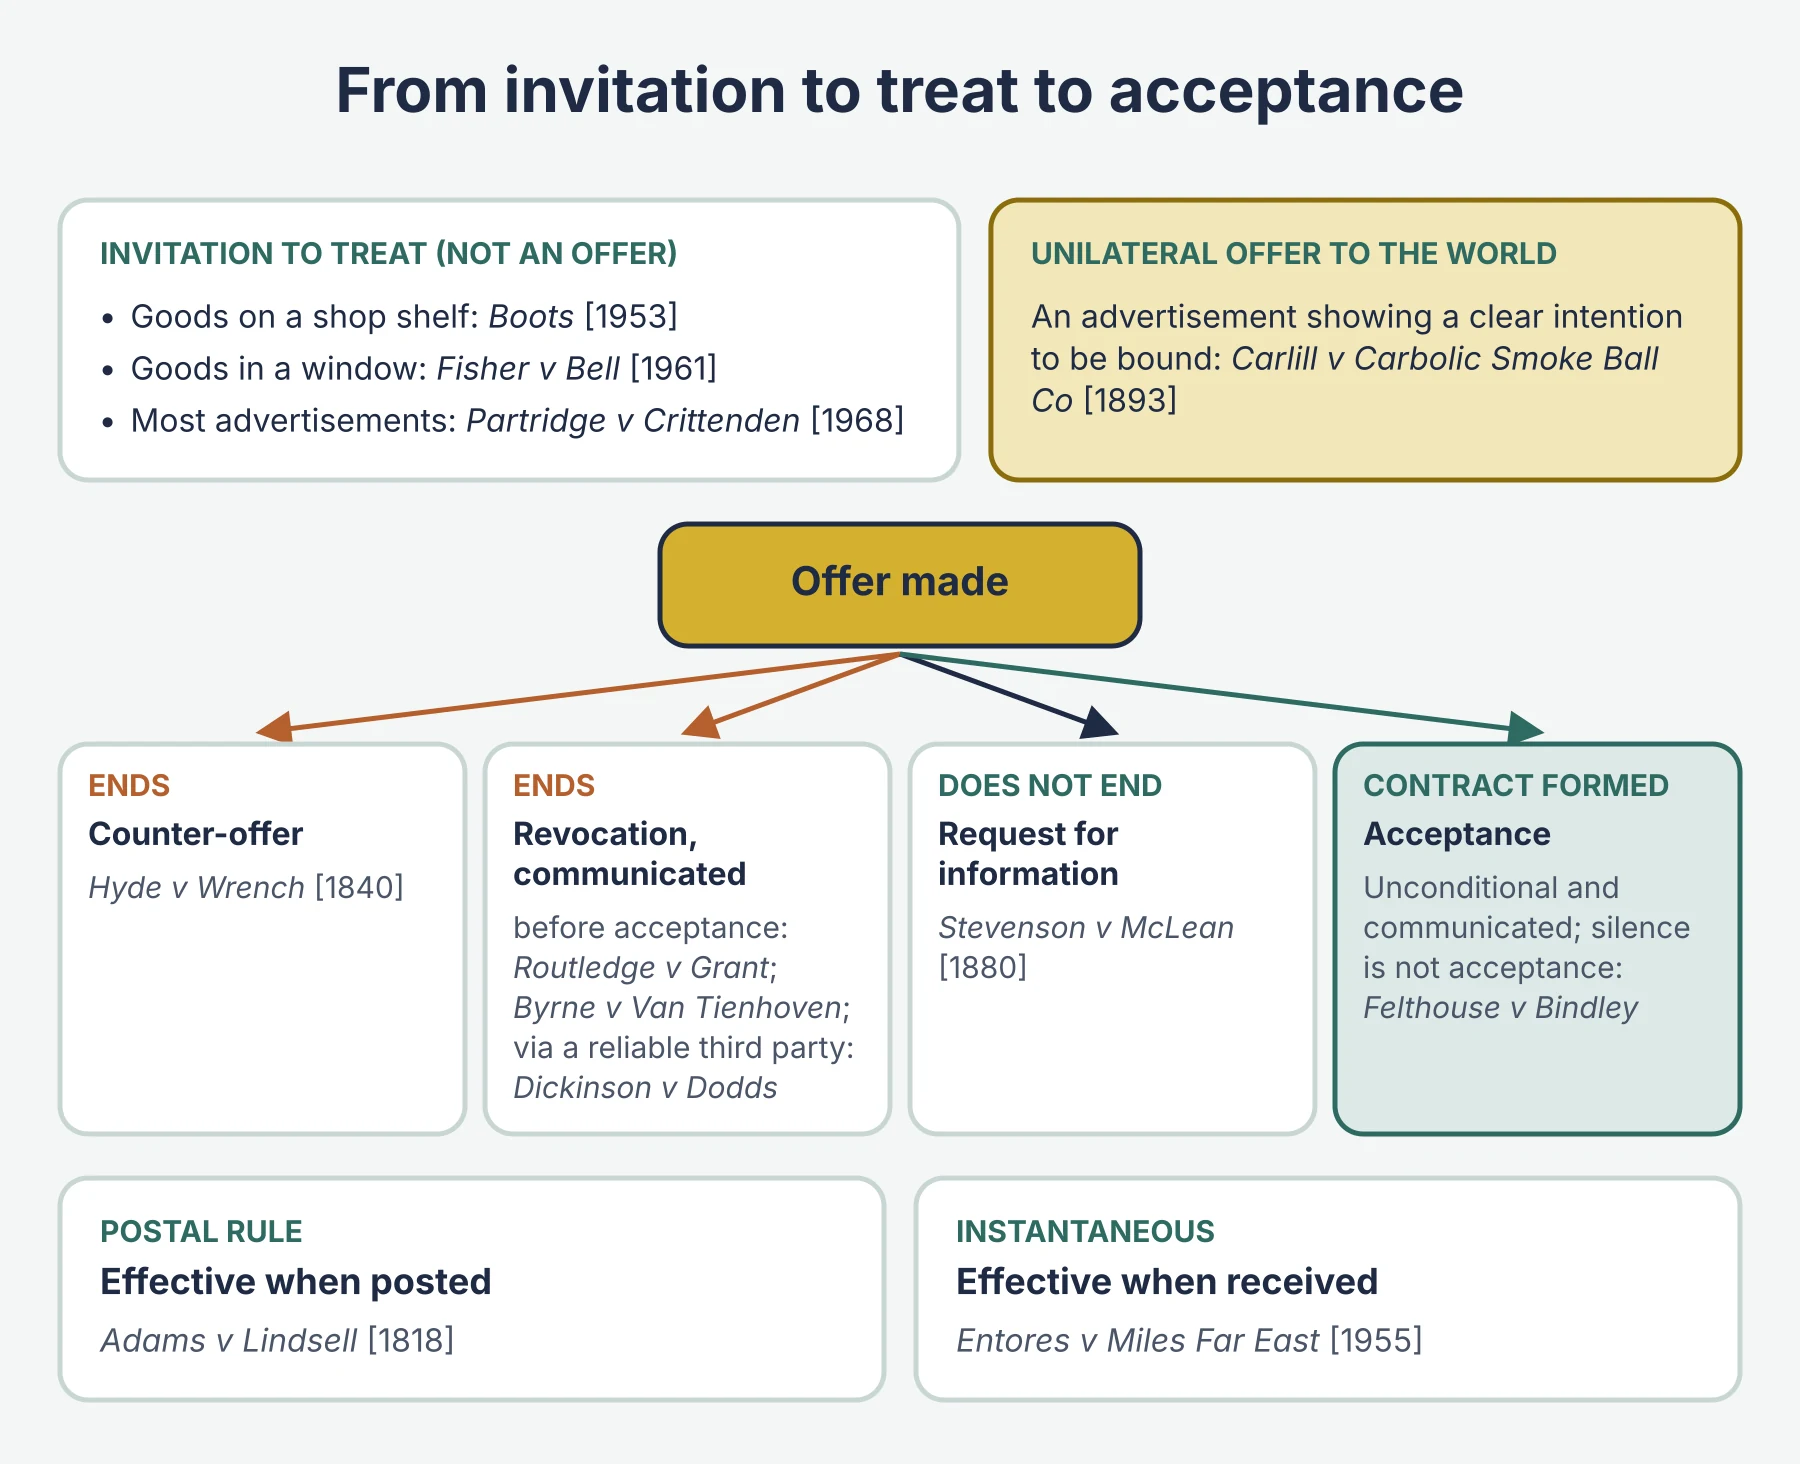 From invitation to treat to acceptance
INVITATION TO TREAT (NOT AN OFFER)
• Goods on a shop shelf: Boots [1953]
• Goods in a window: Fisher v Bell [1961]
• Most advertisements: Partridge v Crittenden [1968]
UNILATERAL OFFER TO THE WORLD
An advertisement showing a clear intention
to be bound: Carlill v Carbolic Smoke Ball
Co [1893]
Offer made
ENDS
Counter-offer
Hyde v Wrench [1840]
ENDS
Revocation,
communicated
before acceptance:
Routledge v Grant;
Byrne v Van Tienhoven;
via a reliable third party:
Dickinson v Dodds
DOES NOT END
Request for
information
Stevenson v McLean
[1880]
CONTRACT FORMED
Acceptance
Unconditional and
communicated; silence
is not acceptance:
Felthouse v Bindley
POSTAL RULE
Effective when posted
Adams v Lindsell [1818]
INSTANTANEOUS
Effective when received
Entores v Miles Far East [1955]